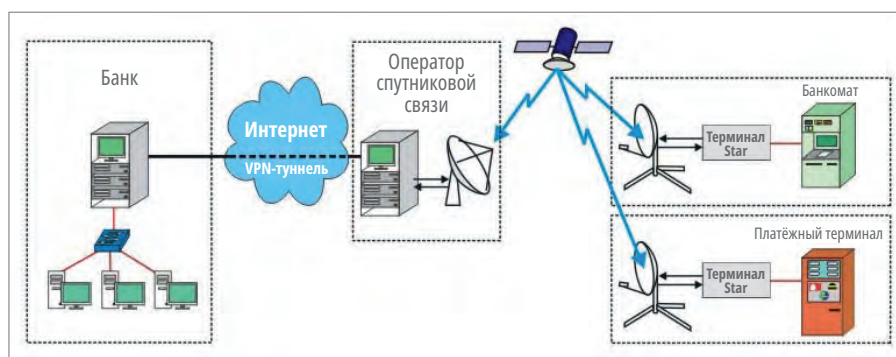 Банк
Оператор
спутниковой
связи
Интернет
VPN-туннель
Банкомат
Терминал
Star
Платёжный терминал
Терминал
Star